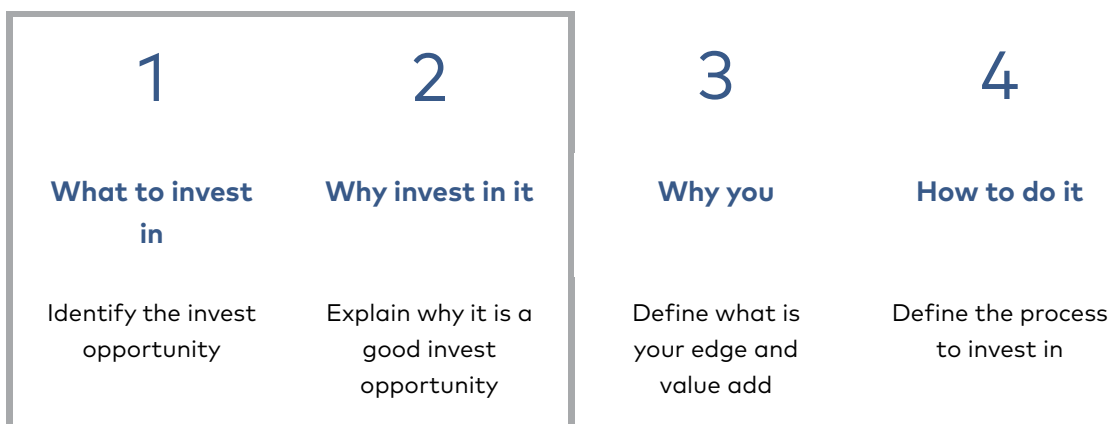 1
What to invest
in
Identify the invest
opportunity
2
Why invest in it
Explain why it is a
good invest
opportunity
3
Why you
Define what is
your edge and
value add
4
How to do it
Define the process
to invest in